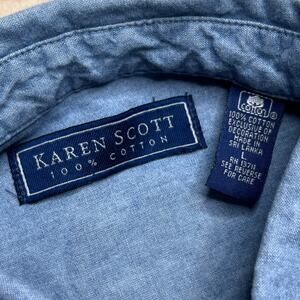 KAREN SCOTT
100% COTTON
cotton®
100% COTTON
EXCLUSIVE OF
DECORATION
MADE IN
SRI LANKA
L
RN 13711
SEE REVERSE
FOR CARE